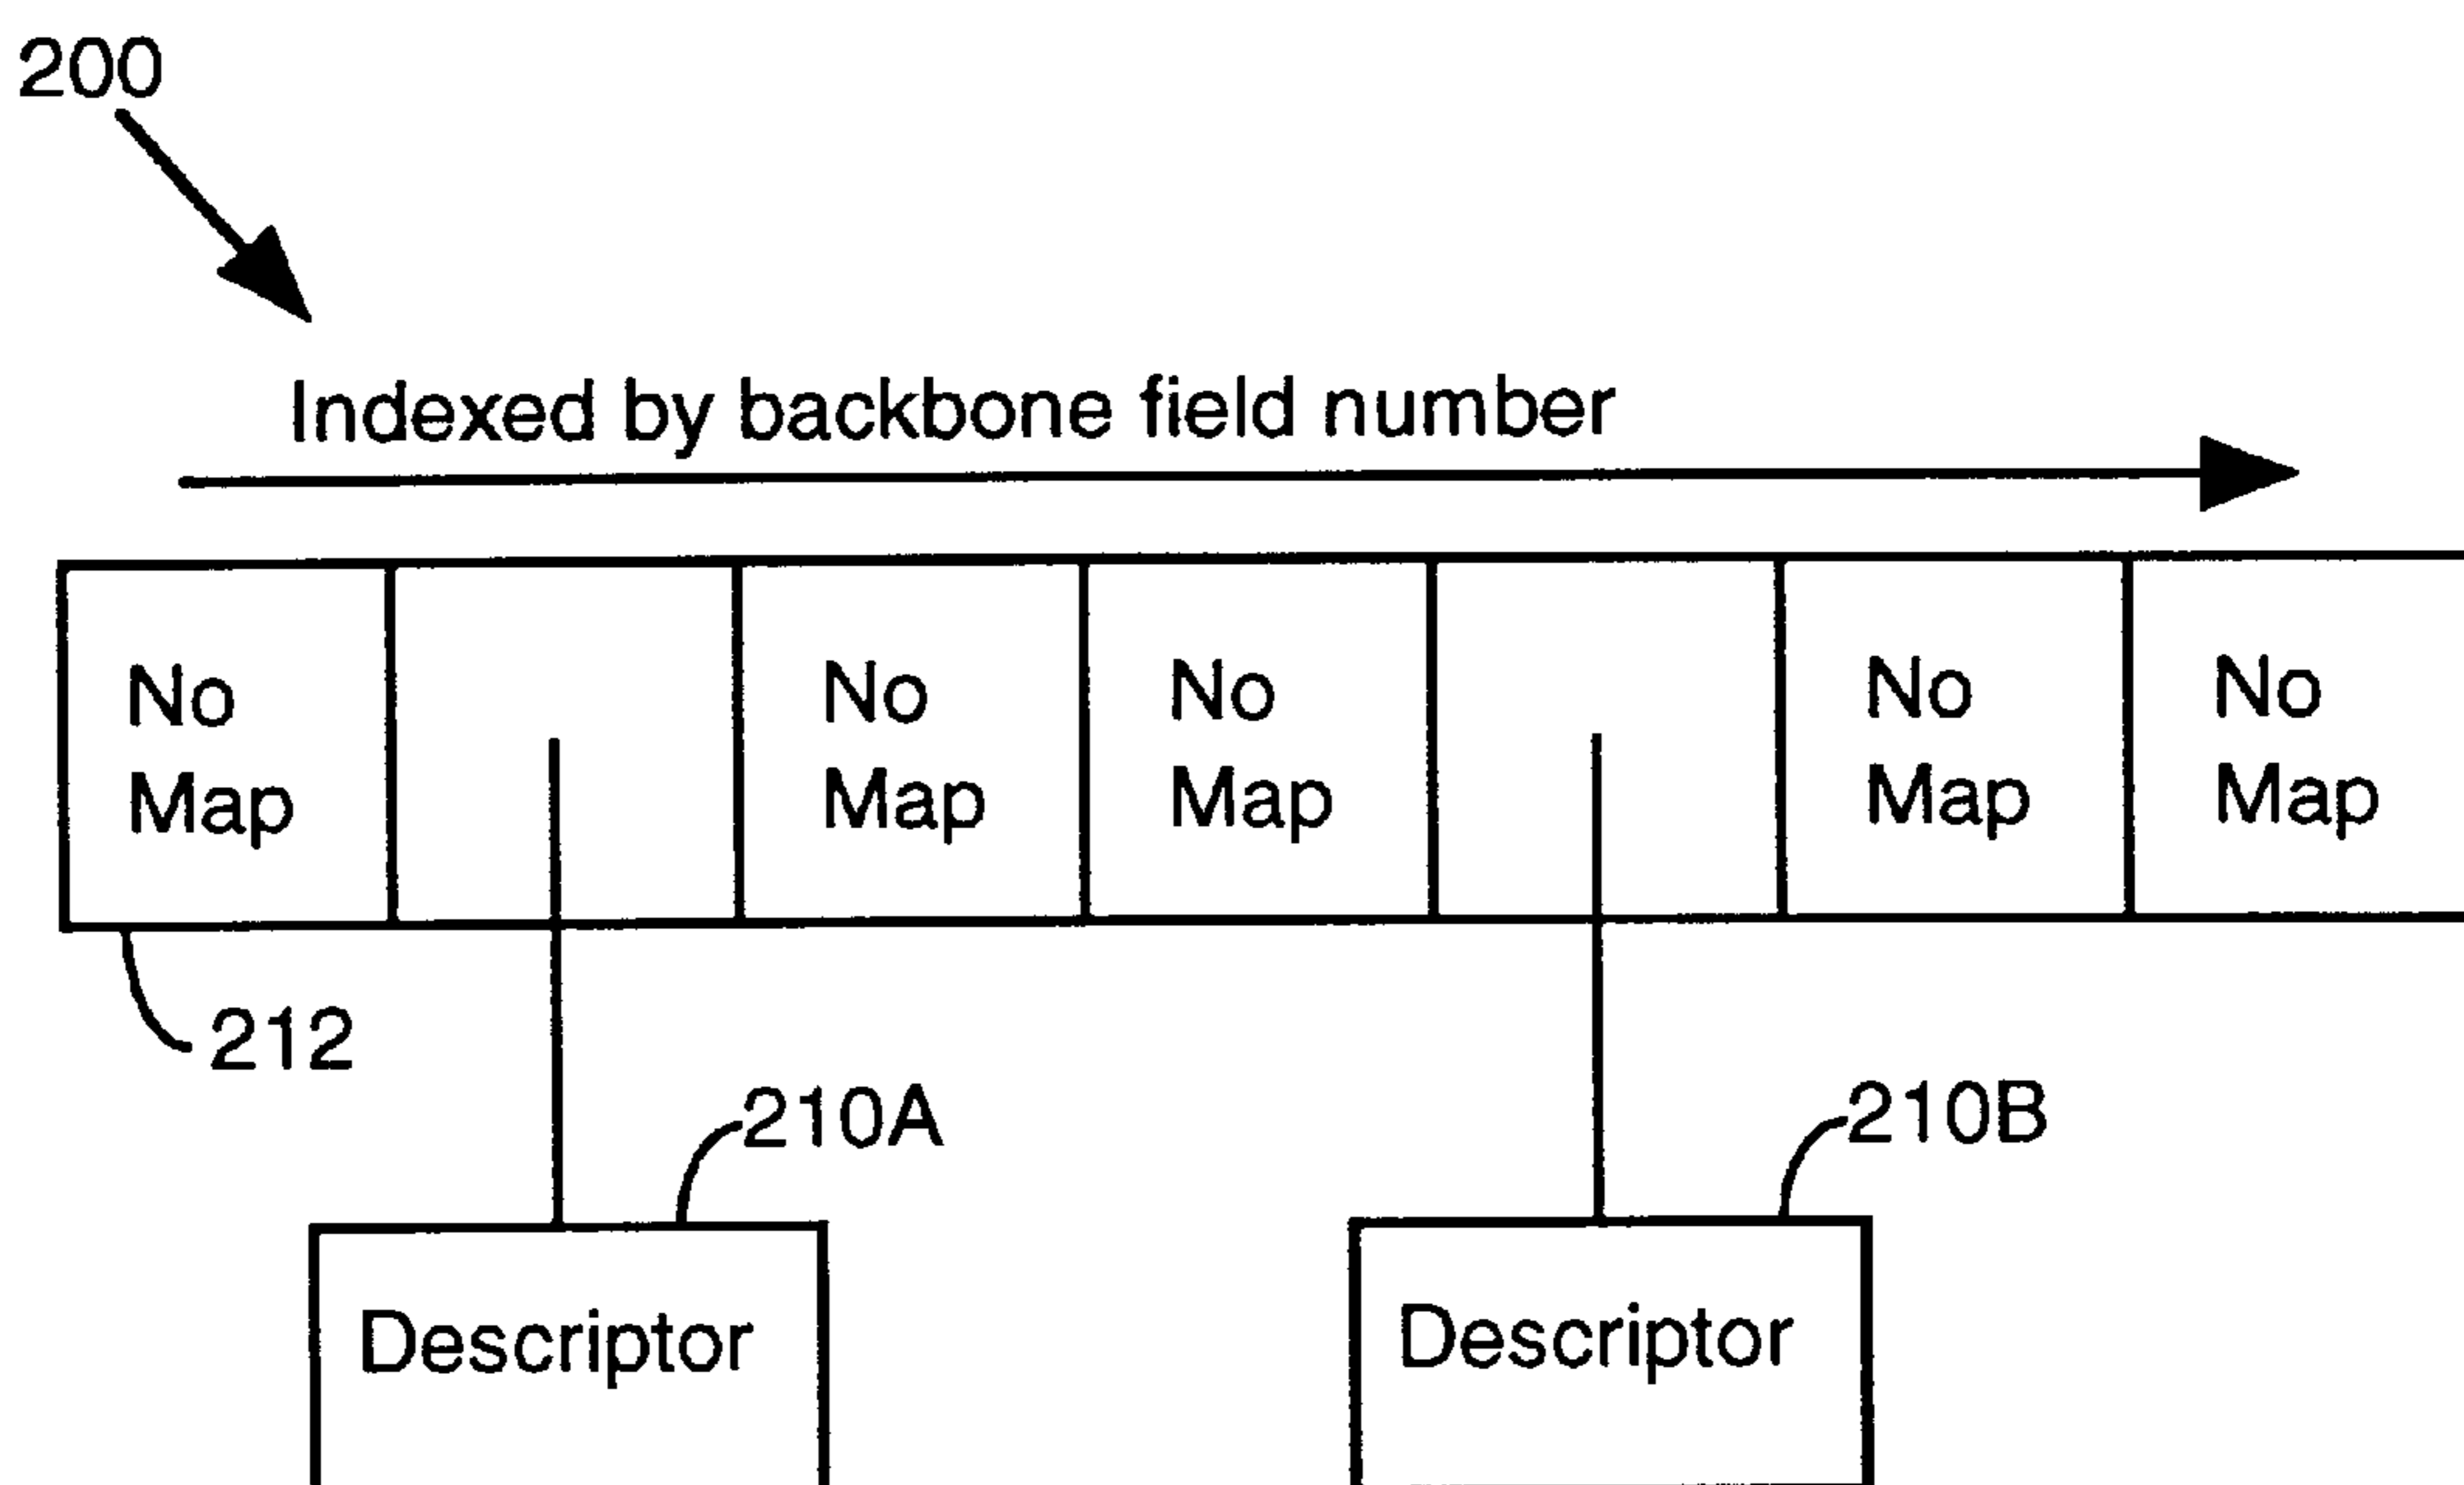 200
Indexed by backbone field number
No No No No No
Map Map Map Map Map
212
210A 210B
Descriptor Descriptor